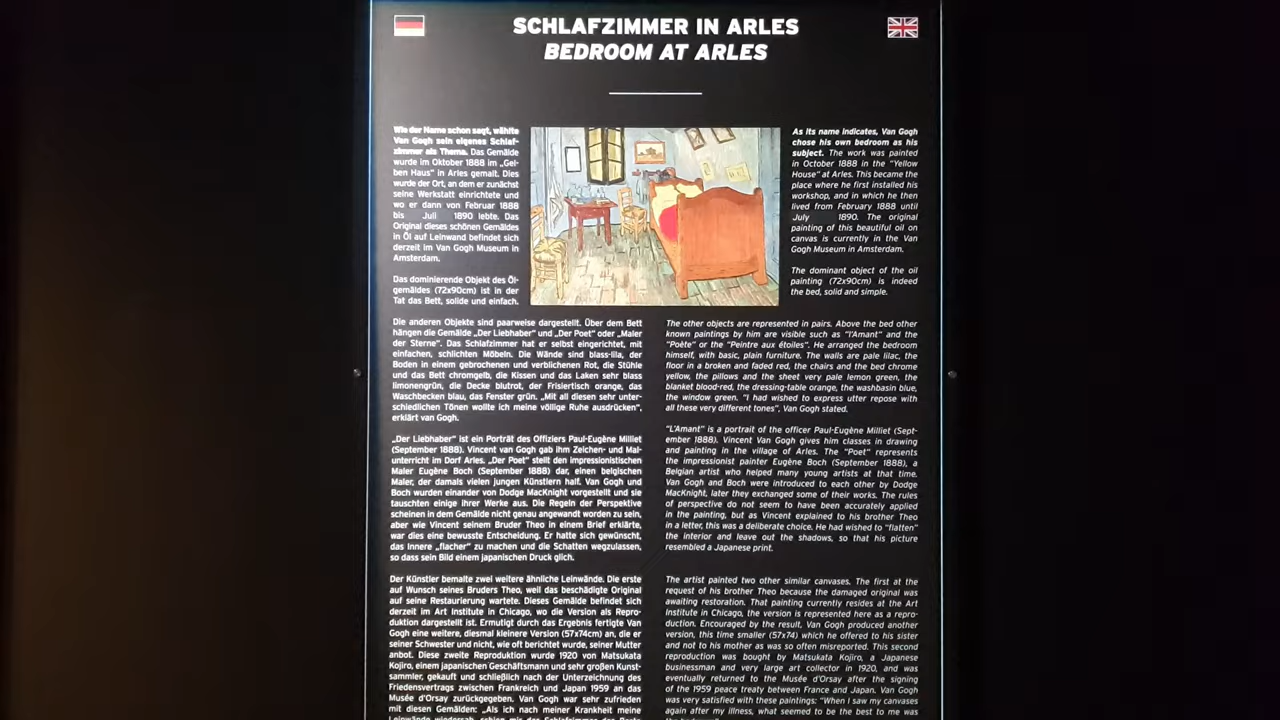 SCHLAFZIMMER IN ARLES
BEDROOM AT ARLES
Wie der Name schon sagt, wählte
Van Gogh sein eigenes Schlaf-
zimmer als Thema. Das Gemälde
wurde im Oktober 1888 im „Gel-
ben Haus“ in Arles gemalt. Dies
wurde der Ort, an dem er zunächst
seine Werkstatt einrichtete und
wo er dann von Februar 1888
bis Juli 1890 lebte. Das
Original dieses schönen Gemäldes
in Öl auf Leinwand befindet sich
derzeit im Van Gogh Museum in
Amsterdam.
Das dominierende Objekt des Öl-
gemäldes (72x90cm) ist in der
Tat das Bett, solide und einfach.
Die anderen Objekte sind paarweise dargestellt. Über dem Bett
hängen die Gemälde „Der Liebhaber“ und „Der Poet“ oder „Maler
der Sterne“. Das Schlafzimmer hat er selbst eingerichtet, mit
einfachen, schlichten Möbeln. Die Wände sind blass-lila, der
Boden in einem gebrochenen und verblichenen Rot, die Stühle
und das Bett chromgelb, die Kissen und das Laken sehr blass
limonengrün, die Decke blutrot, der Frisiertisch orange, das
Waschbecken blau, das Fenster grün. „Mit all diesen sehr unter-
schiedlichen Tönen wollte ich meine völlige Ruhe ausdrücken“,
erklärt van Gogh.
„Der Liebhaber“ ist ein Porträt des Offiziers Paul-Eugène Milliet
(September 1888). Vincent van Gogh gab ihm Zeichen- und Mal-
unterricht im Dorf Arles. „Der Poet“ stellt den impressionistischen
Maler Eugène Boch (September 1888) dar, einen belgischen
Maler, der damals vielen jungen Künstlern half. Van Gogh und
Boch wurden einander von Dodge MacKnight vorgestellt und sie
tauschten einige ihrer Werke aus. Die Regeln der Perspektive
scheinen in dem Gemälde nicht genau angewandt worden zu sein,
aber wie Vincent seinem Bruder Theo in einem Brief erklärte,
war dies eine bewusste Entscheidung. Er hatte sich gewünscht,
das Innere „flacher“ zu machen und die Schatten wegzulassen,
so dass sein Bild einem japanischen Druck glich.
Der Künstler bemalte zwei weitere ähnliche Leinwände. Die erste
auf Wunsch seines Bruders Theo, weil das beschädigte Original
auf seine Restaurierung wartete. Dieses Gemälde befindet sich
derzeit im Art Institute in Chicago, wo die Version als Repro-
duktion dargestellt ist. Ermutigt durch das Ergebnis fertigte Van
Gogh eine weitere, diesmal kleinere Version (57x74cm) an, die er
seiner Schwester und nicht, wie oft berichtet wurde, seiner Mutter
anbot. Diese zweite Reproduktion wurde 1920 von Matsukata
Kojiro, einem japanischen Geschäftsmann und sehr großen Kunst-
sammler, gekauft und schließlich nach der Unterzeichnung des
Friedensvertrags zwischen Frankreich und Japan 1959 an das
Musée d'Orsay zurückgegeben. Van Gogh war sehr zufrieden
mit diesen Gemälden: „Als ich nach meiner Krankheit meine
Leinwände wiedersah, schien mir das Schlafzimmer das Beste
As its name indicates, Van Gogh
chose his own bedroom as his
subject. The work was painted
in October 1888 in the “Yellow
House” at Arles. This became the
place where he first installed his
workshop, and in which he then
lived from February 1888 until
July 1890. The original
painting of this beautiful oil on
canvas is currently in the Van
Gogh Museum in Amsterdam.
The dominant object of the oil
painting (72x90cm) is indeed
the bed, solid and simple.
The other objects are represented in pairs. Above the bed other
known paintings by him are visible such as “l'Amant” and the
“Poète” or the “Peintre aux étoiles”. He arranged the bedroom
himself, with basic, plain furniture. The walls are pale lilac, the
floor in a broken and faded red, the chairs and the bed chrome
yellow, the pillows and the sheet very pale lemon green, the
blanket blood-red, the dressing-table orange, the washbasin blue,
the window green. “I had wished to express utter repose with
all these very different tones”, Van Gogh stated.
“L'Amant” is a portrait of the officer Paul-Eugène Milliet (Sept-
ember 1888). Vincent Van Gogh gives him classes in drawing
and painting in the village of Arles. The “Poet” represents
the impressionist painter Eugène Boch (September 1888), a
Belgian artist who helped many young artists at that time.
Van Gogh and Boch were introduced to each other by Dodge
MacKnight, later they exchanged some of their works. The rules
of perspective do not seem to have been accurately applied
in the painting, but as Vincent explained to his brother Theo
in a letter, this was a deliberate choice. He had wished to “flatten”
the interior and leave out the shadows, so that his picture
resembled a Japanese print.
The artist painted two other similar canvases. The first at the
request of his brother Theo because the damaged original was
awaiting restoration. That painting currently resides at the Art
Institute in Chicago, the version is represented here as a repro-
duction. Encouraged by the result, Van Gogh produced another
version, this time smaller (57x74) which he offered to his sister
and not to his mother as was so often misreported. This second
reproduction was bought by Matsukata Kojiro, a Japanese
businessman and very large art collector in 1920, and was
eventually returned to the Musée d'Orsay after the signing
of the 1959 peace treaty between France and Japan. Van Gogh
was very satisfied with these paintings: “When I saw my canvases
again after my illness, what seemed to be the best to me was